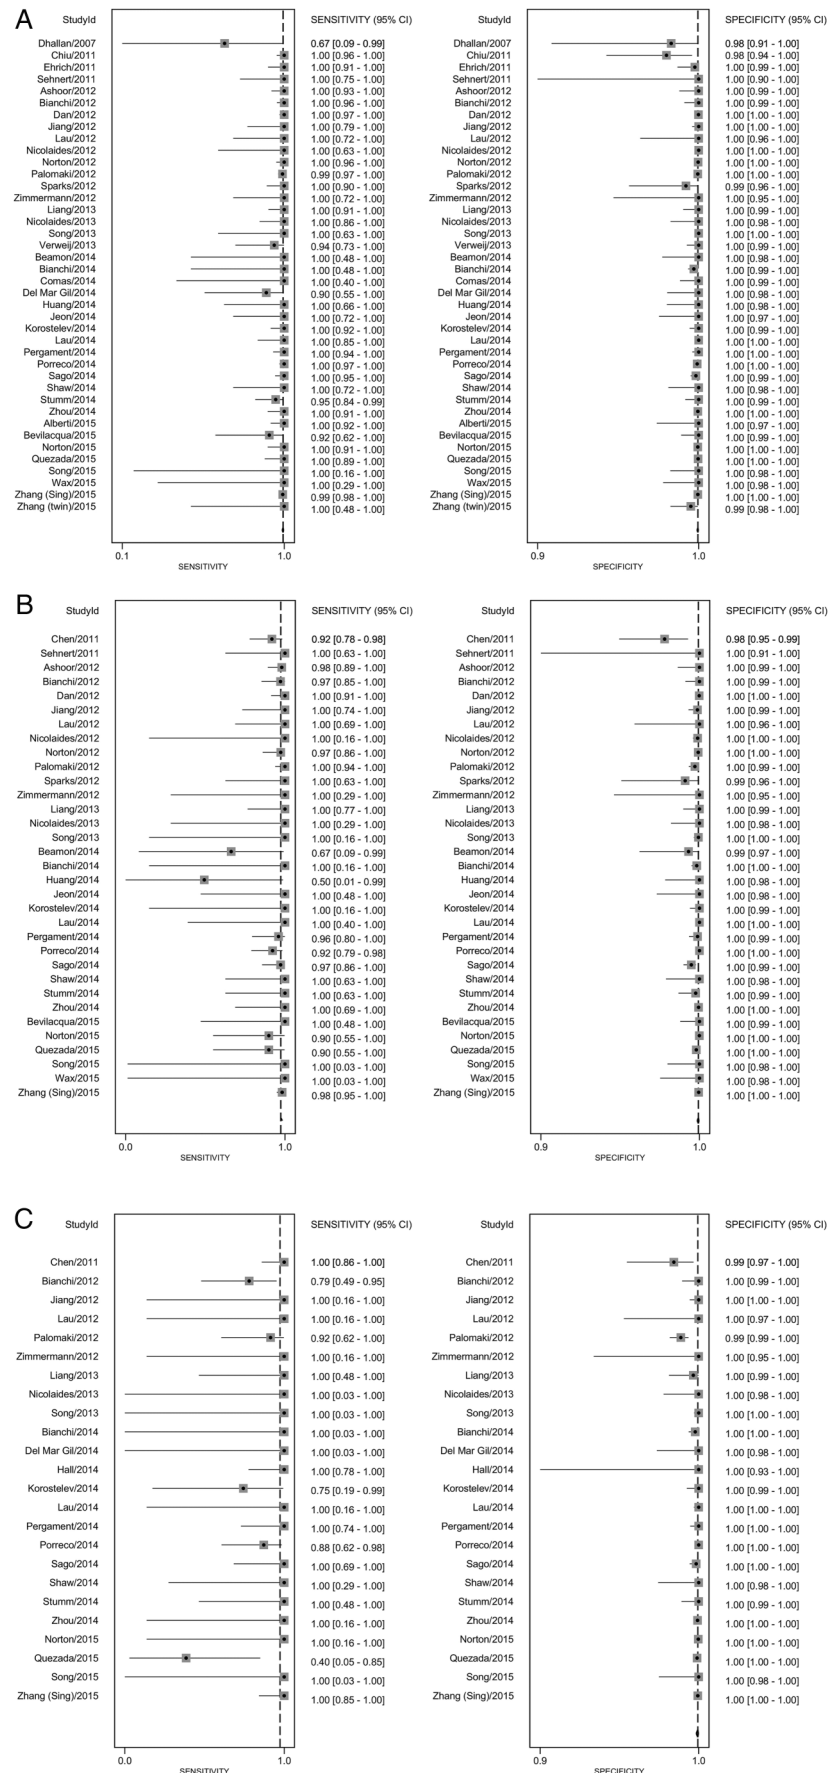 A
StudyId SENSITIVITY (95% CI) StudyId SPECIFICITY (95% CI)
Dhallan/2007 0.67 [0.09 - 0.99] Dhallan/2007 0.98 [0.91 - 1.00]
Chiu/2011 1.00 [0.96 - 1.00] Chiu/2011 0.98 [0.94 - 1.00]
Ehrich/2011 1.00 [0.91 - 1.00] Ehrich/2011 1.00 [0.99 - 1.00]
Sehnert/2011 1.00 [0.75 - 1.00] Sehnert/2011 1.00 [0.90 - 1.00]
Ashoor/2012 1.00 [0.93 - 1.00] Ashoor/2012 1.00 [0.99 - 1.00]
Bianchi/2012 1.00 [0.96 - 1.00] Bianchi/2012 1.00 [0.99 - 1.00]
Dan/2012 1.00 [0.97 - 1.00] Dan/2012 1.00 [1.00 - 1.00]
Jiang/2012 1.00 [0.79 - 1.00] Jiang/2012 1.00 [0.99 - 1.00]
Lau/2012 1.00 [0.72 - 1.00] Lau/2012 1.00 [0.96 - 1.00]
Nicolaides/2012 1.00 [0.63 - 1.00] Nicolaides/2012 1.00 [1.00 - 1.00]
Norton/2012 1.00 [0.96 - 1.00] Norton/2012 1.00 [1.00 - 1.00]
Palomaki/2012 0.99 [0.97 - 1.00] Palomaki/2012 1.00 [1.00 - 1.00]
Sparks/2012 1.00 [0.90 - 1.00] Sparks/2012 0.99 [0.96 - 1.00]
Zimmermann/2012 1.00 [0.72 - 1.00] Zimmermann/2012 1.00 [0.95 - 1.00]
Liang/2013 1.00 [0.91 - 1.00] Liang/2013 1.00 [0.99 - 1.00]
Nicolaides/2013 1.00 [0.86 - 1.00] Nicolaides/2013 1.00 [0.98 - 1.00]
Song/2013 1.00 [0.63 - 1.00] Song/2013 1.00 [1.00 - 1.00]
Verweij/2013 0.94 [0.73 - 1.00] Verweij/2013 1.00 [0.99 - 1.00]
Beamon/2014 1.00 [0.48 - 1.00] Beamon/2014 1.00 [0.98 - 1.00]
Bianchi/2014 1.00 [0.48 - 1.00] Bianchi/2014 1.00 [0.99 - 1.00]
Comas/2014 1.00 [0.40 - 1.00] Comas/2014 1.00 [0.99 - 1.00]
Del Mar Gil/2014 0.90 [0.55 - 1.00] Del Mar Gil/2014 1.00 [0.98 - 1.00]
Huang/2014 1.00 [0.66 - 1.00] Huang/2014 1.00 [0.98 - 1.00]
Jeon/2014 1.00 [0.72 - 1.00] Jeon/2014 1.00 [0.97 - 1.00]
Korostelev/2014 1.00 [0.92 - 1.00] Korostelev/2014 1.00 [0.99 - 1.00]
Lau/2014 1.00 [0.85 - 1.00] Lau/2014 1.00 [1.00 - 1.00]
Pergament/2014 1.00 [0.94 - 1.00] Pergament/2014 1.00 [1.00 - 1.00]
Porreco/2014 1.00 [0.97 - 1.00] Porreco/2014 1.00 [1.00 - 1.00]
Sago/2014 1.00 [0.95 - 1.00] Sago/2014 1.00 [0.99 - 1.00]
Shaw/2014 1.00 [0.72 - 1.00] Shaw/2014 1.00 [0.98 - 1.00]
Stumm/2014 0.95 [0.84 - 0.99] Stumm/2014 1.00 [0.99 - 1.00]
Zhou/2014 1.00 [0.91 - 1.00] Zhou/2014 1.00 [1.00 - 1.00]
Alberti/2015 1.00 [0.92 - 1.00] Alberti/2015 1.00 [0.97 - 1.00]
Bevilacqua/2015 0.92 [0.62 - 1.00] Bevilacqua/2015 1.00 [0.99 - 1.00]
Norton/2015 1.00 [0.91 - 1.00] Norton/2015 1.00 [1.00 - 1.00]
Quezada/2015 1.00 [0.89 - 1.00] Quezada/2015 1.00 [1.00 - 1.00]
Song/2015 1.00 [0.16 - 1.00] Song/2015 1.00 [0.98 - 1.00]
Wax/2015 1.00 [0.29 - 1.00] Wax/2015 1.00 [0.98 - 1.00]
Zhang (Sing)/2015 0.99 [0.98 - 1.00] Zhang (Sing)/2015 1.00 [1.00 - 1.00]
Zhang (twin)/2015 1.00 [0.48 - 1.00] Zhang (twin)/2015 0.99 [0.98 - 1.00]
0.1 1.0 0.9 1.0
SENSITIVITY SPECIFICITY
B
StudyId SENSITIVITY (95% CI) StudyId SPECIFICITY (95% CI)
Chen/2011 0.92 [0.78 - 0.98] Chen/2011 0.98 [0.95 - 0.99]
Sehnert/2011 1.00 [0.63 - 1.00] Sehnert/2011 1.00 [0.91 - 1.00]
Ashoor/2012 0.98 [0.89 - 1.00] Ashoor/2012 1.00 [0.99 - 1.00]
Bianchi/2012 0.97 [0.85 - 1.00] Bianchi/2012 1.00 [0.99 - 1.00]
Dan/2012 1.00 [0.91 - 1.00] Dan/2012 1.00 [1.00 - 1.00]
Jiang/2012 1.00 [0.74 - 1.00] Jiang/2012 1.00 [0.99 - 1.00]
Lau/2012 1.00 [0.69 - 1.00] Lau/2012 1.00 [0.96 - 1.00]
Nicolaides/2012 1.00 [0.16 - 1.00] Nicolaides/2012 1.00 [1.00 - 1.00]
Norton/2012 0.97 [0.86 - 1.00] Norton/2012 1.00 [1.00 - 1.00]
Palomaki/2012 1.00 [0.94 - 1.00] Palomaki/2012 1.00 [0.99 - 1.00]
Sparks/2012 1.00 [0.63 - 1.00] Sparks/2012 0.99 [0.96 - 1.00]
Zimmermann/2012 1.00 [0.29 - 1.00] Zimmermann/2012 1.00 [0.95 - 1.00]
Liang/2013 1.00 [0.77 - 1.00] Liang/2013 1.00 [0.99 - 1.00]
Nicolaides/2013 1.00 [0.29 - 1.00] Nicolaides/2013 1.00 [0.98 - 1.00]
Song/2013 1.00 [0.16 - 1.00] Song/2013 1.00 [1.00 - 1.00]
Beamon/2014 0.67 [0.09 - 0.99] Beamon/2014 0.99 [0.97 - 1.00]
Bianchi/2014 1.00 [0.16 - 1.00] Bianchi/2014 1.00 [1.00 - 1.00]
Huang/2014 0.50 [0.01 - 0.99] Huang/2014 1.00 [0.98 - 1.00]
Jeon/2014 1.00 [0.48 - 1.00] Jeon/2014 1.00 [0.98 - 1.00]
Korostelev/2014 1.00 [0.16 - 1.00] Korostelev/2014 1.00 [0.99 - 1.00]
Lau/2014 1.00 [0.40 - 1.00] Lau/2014 1.00 [1.00 - 1.00]
Pergament/2014 0.96 [0.80 - 1.00] Pergament/2014 1.00 [0.99 - 1.00]
Porreco/2014 0.92 [0.79 - 0.98] Porreco/2014 1.00 [1.00 - 1.00]
Sago/2014 0.97 [0.86 - 1.00] Sago/2014 1.00 [0.99 - 1.00]
Shaw/2014 1.00 [0.63 - 1.00] Shaw/2014 1.00 [0.98 - 1.00]
Stumm/2014 1.00 [0.63 - 1.00] Stumm/2014 1.00 [0.99 - 1.00]
Zhou/2014 1.00 [0.69 - 1.00] Zhou/2014 1.00 [1.00 - 1.00]
Bevilacqua/2015 1.00 [0.48 - 1.00] Bevilacqua/2015 1.00 [0.99 - 1.00]
Norton/2015 0.90 [0.55 - 1.00] Norton/2015 1.00 [1.00 - 1.00]
Quezada/2015 0.90 [0.55 - 1.00] Quezada/2015 1.00 [1.00 - 1.00]
Song/2015 1.00 [0.03 - 1.00] Song/2015 1.00 [0.98 - 1.00]
Wax/2015 1.00 [0.03 - 1.00] Wax/2015 1.00 [0.98 - 1.00]
Zhang (Sing)/2015 0.98 [0.95 - 1.00] Zhang (Sing)/2015 1.00 [1.00 - 1.00]
0.0 1.0 0.9 1.0
SENSITIVITY SPECIFICITY
C
StudyId SENSITIVITY (95% CI) StudyId SPECIFICITY (95% CI)
Chen/2011 1.00 [0.86 - 1.00] Chen/2011 0.99 [0.97 - 1.00]
Bianchi/2012 0.79 [0.49 - 0.95] Bianchi/2012 1.00 [0.99 - 1.00]
Jiang/2012 1.00 [0.16 - 1.00] Jiang/2012 1.00 [1.00 - 1.00]
Lau/2012 1.00 [0.16 - 1.00] Lau/2012 1.00 [0.97 - 1.00]
Palomaki/2012 0.92 [0.62 - 1.00] Palomaki/2012 0.99 [0.99 - 1.00]
Zimmermann/2012 1.00 [0.16 - 1.00] Zimmermann/2012 1.00 [0.95 - 1.00]
Liang/2013 1.00 [0.48 - 1.00] Liang/2013 1.00 [0.99 - 1.00]
Nicolaides/2013 1.00 [0.03 - 1.00] Nicolaides/2013 1.00 [0.98 - 1.00]
Song/2013 1.00 [0.03 - 1.00] Song/2013 1.00 [1.00 - 1.00]
Bianchi/2014 1.00 [0.03 - 1.00] Bianchi/2014 1.00 [1.00 - 1.00]
Del Mar Gil/2014 1.00 [0.03 - 1.00] Del Mar Gil/2014 1.00 [0.98 - 1.00]
Hall/2014 1.00 [0.78 - 1.00] Hall/2014 1.00 [0.93 - 1.00]
Korostelev/2014 0.75 [0.19 - 0.99] Korostelev/2014 1.00 [0.99 - 1.00]
Lau/2014 1.00 [0.16 - 1.00] Lau/2014 1.00 [1.00 - 1.00]
Pergament/2014 1.00 [0.74 - 1.00] Pergament/2014 1.00 [1.00 - 1.00]
Porreco/2014 0.88 [0.62 - 0.98] Porreco/2014 1.00 [1.00 - 1.00]
Sago/2014 1.00 [0.69 - 1.00] Sago/2014 1.00 [1.00 - 1.00]
Shaw/2014 1.00 [0.29 - 1.00] Shaw/2014 1.00 [0.98 - 1.00]
Stumm/2014 1.00 [0.48 - 1.00] Stumm/2014 1.00 [0.99 - 1.00]
Zhou/2014 1.00 [0.16 - 1.00] Zhou/2014 1.00 [1.00 - 1.00]
Norton/2015 1.00 [0.16 - 1.00] Norton/2015 1.00 [1.00 - 1.00]
Quezada/2015 0.40 [0.05 - 0.85] Quezada/2015 1.00 [1.00 - 1.00]
Song/2015 1.00 [0.03 - 1.00] Song/2015 1.00 [0.98 - 1.00]
Zhang (Sing)/2015 1.00 [0.85 - 1.00] Zhang (Sing)/2015 1.00 [1.00 - 1.00]
0.0 1.0 0.9 1.0
SENSITIVITY SPECIFICITY